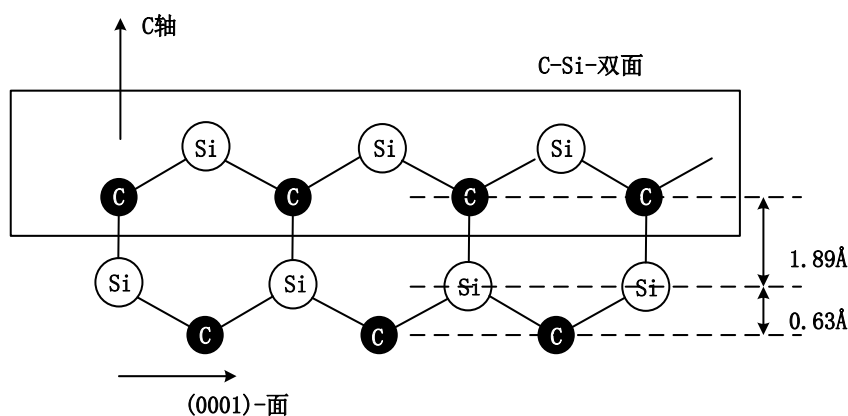 C轴
C-Si-双面
Si Si Si
C C C C
1.89Å
Si Si Si Si
0.63Å
C C C
(0001)-面